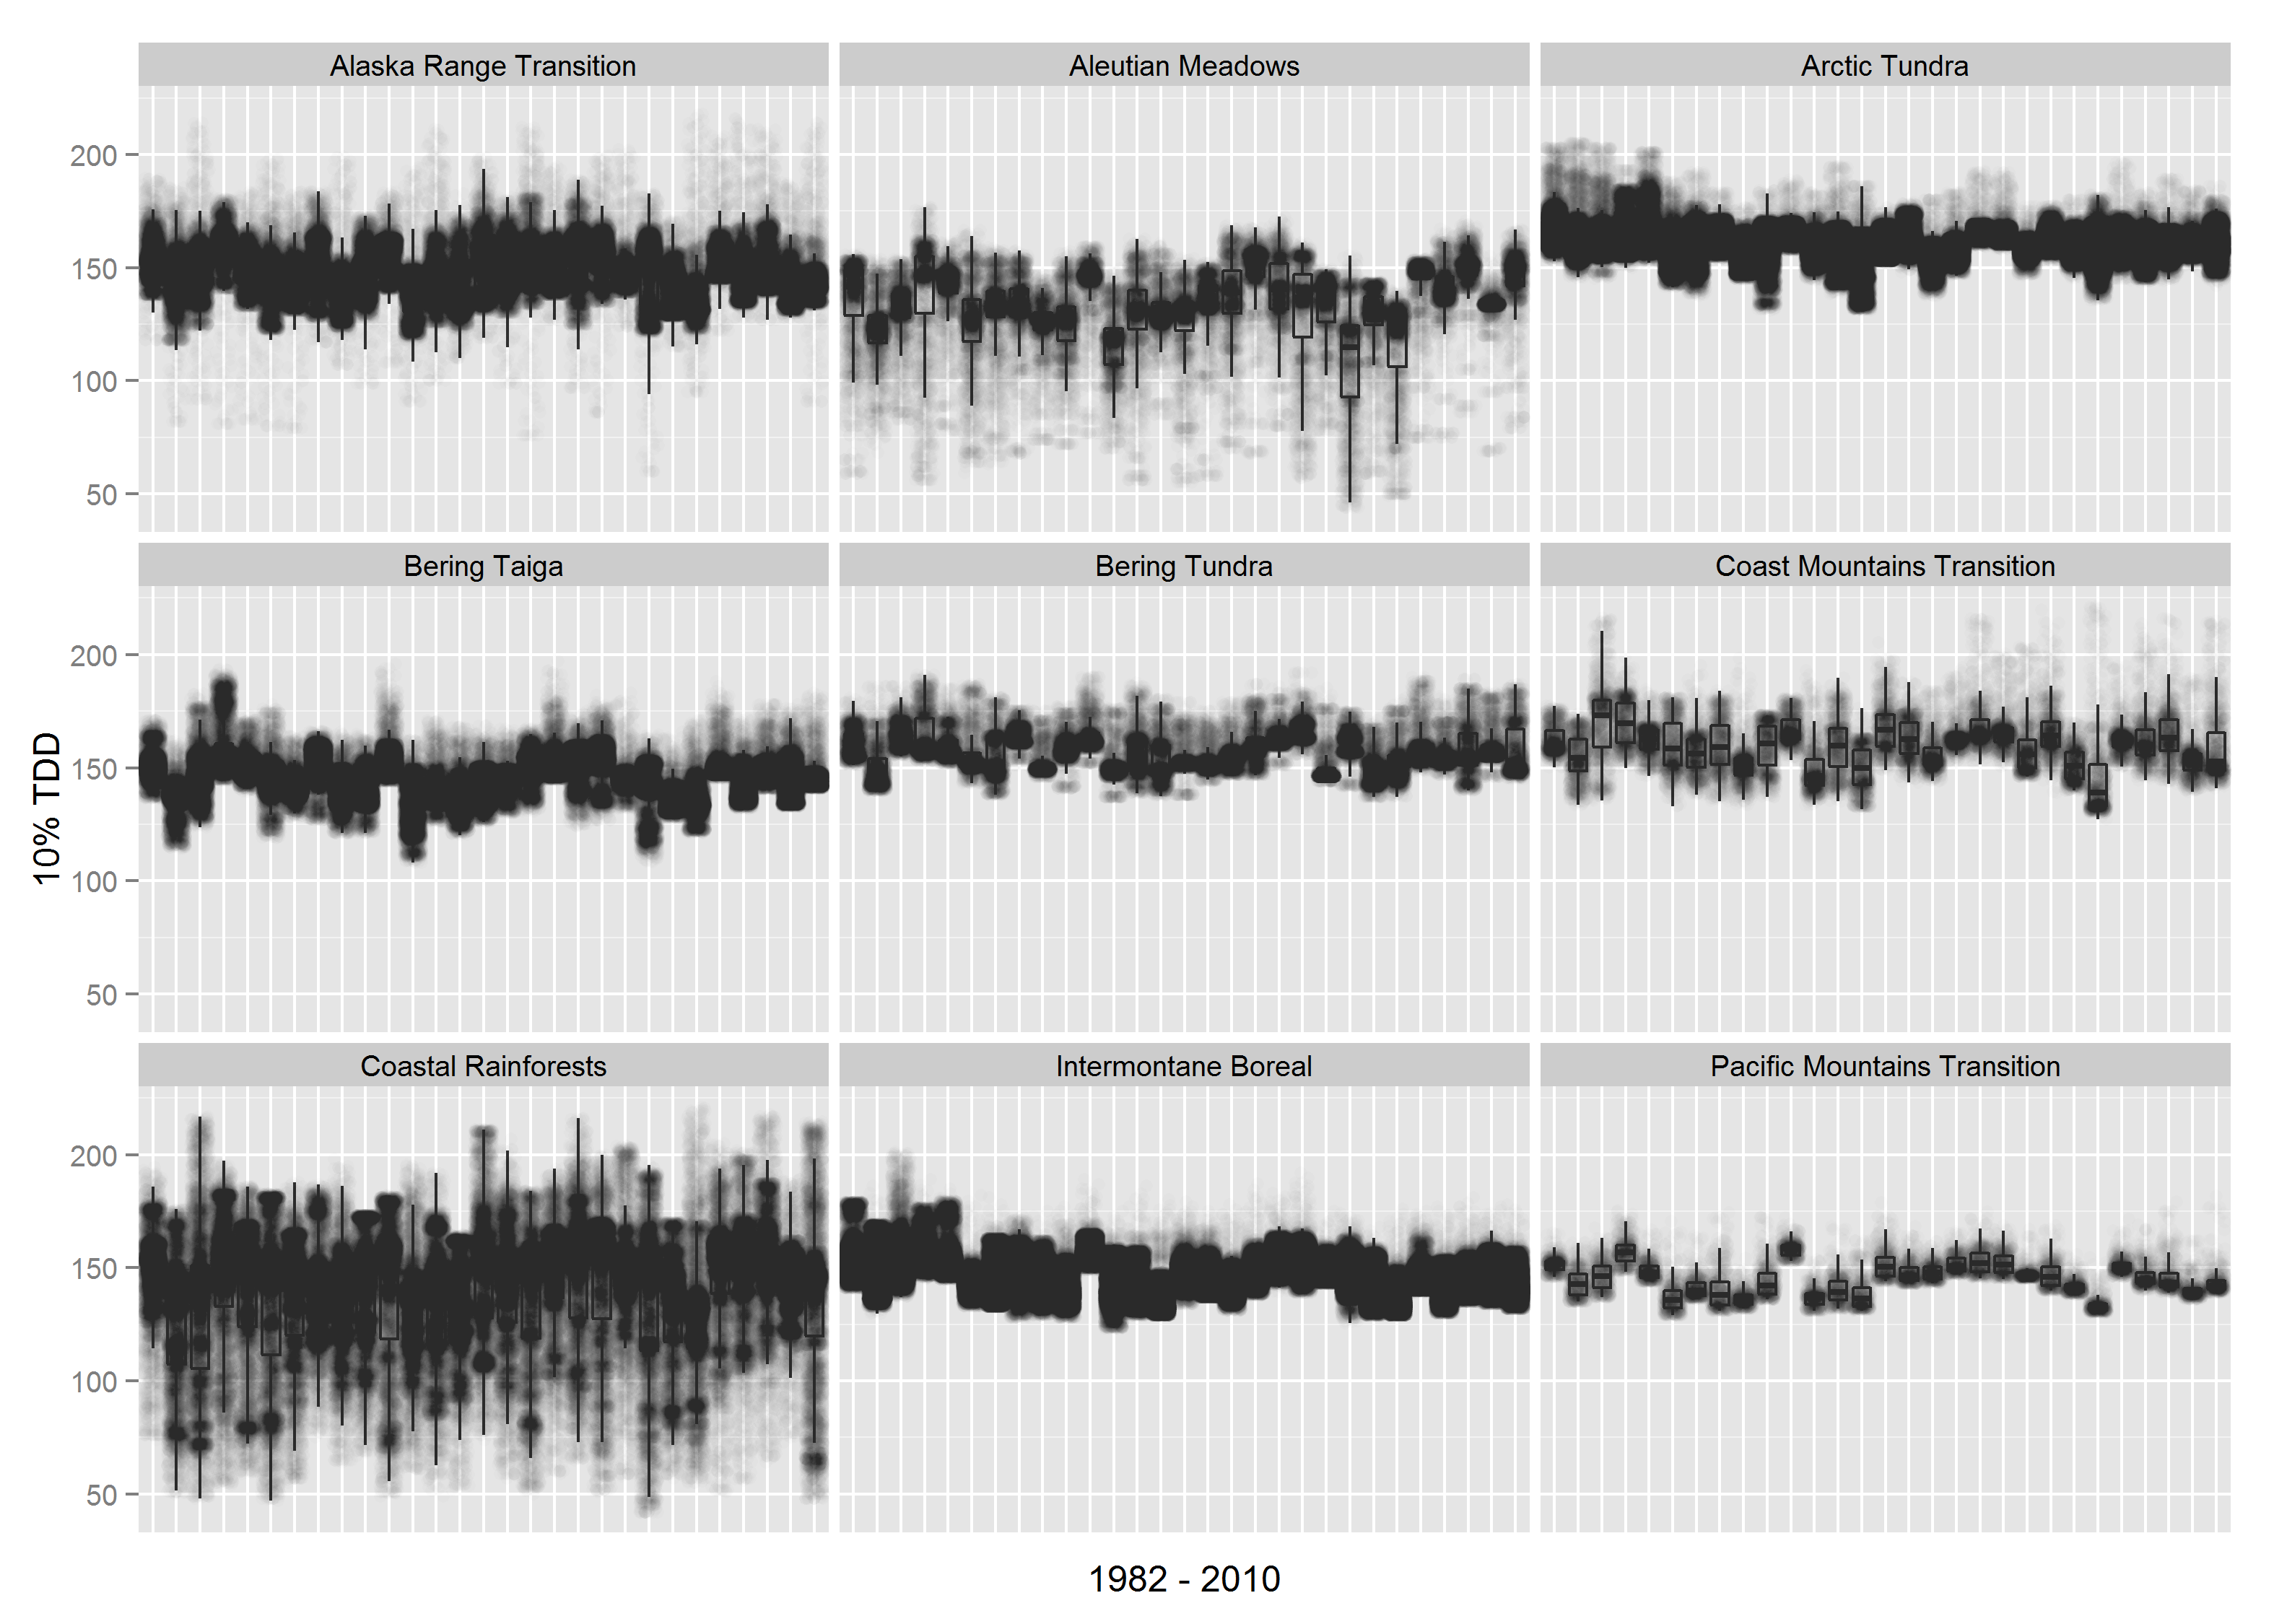 Alaska Range Transition
Aleutian Meadows
Arctic Tundra
200
150
100
50
Bering Taiga
Bering Tundra
Coast Mountains Transition
200
150
100
50
10% TDD
Coastal Rainforests
Intermontane Boreal
Pacific Mountains Transition
200
150
100
50
1982 - 2010